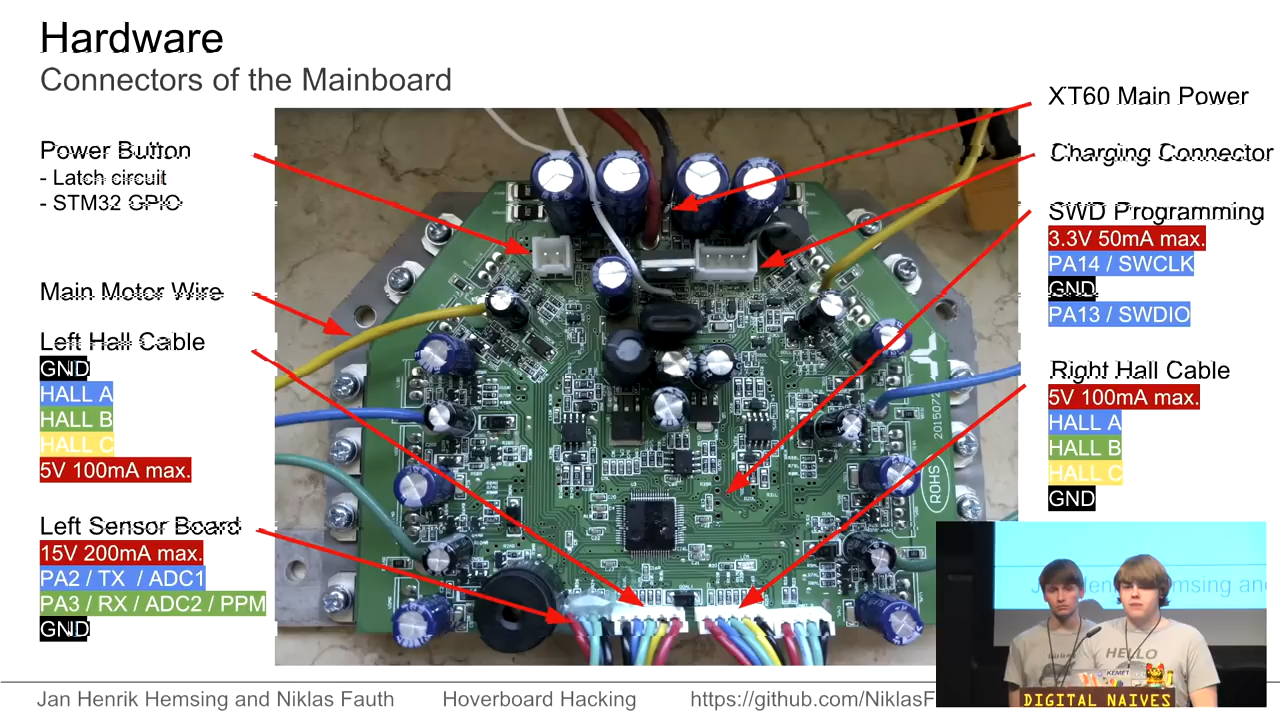 Hardware
Connectors of the Mainboard
Power Button
- Latch circuit
- STM32 GPIO
Main Motor Wire
Left Hall Cable
GND
HALL A
HALL B
HALL C
5V 100mA max.
Left Sensor Board
15V 200mA max.
PA2 / TX / ADC1
PA3 / RX / ADC2 / PPM
GND
XT60 Main Power
Charging Connector
SWD Programming
3.3V 50mA max.
PA14 / SWCLK
GND
PA13 / SWDIO
Right Hall Cable
5V 100mA max.
HALL A
HALL B
HALL C
GND
ROHS
Jan Henrik Hemsing and Niklas Fauth
Hoverboard Hacking
https://github.com/NiklasF
HELLO
KEMET
DIGITAL NAIVES